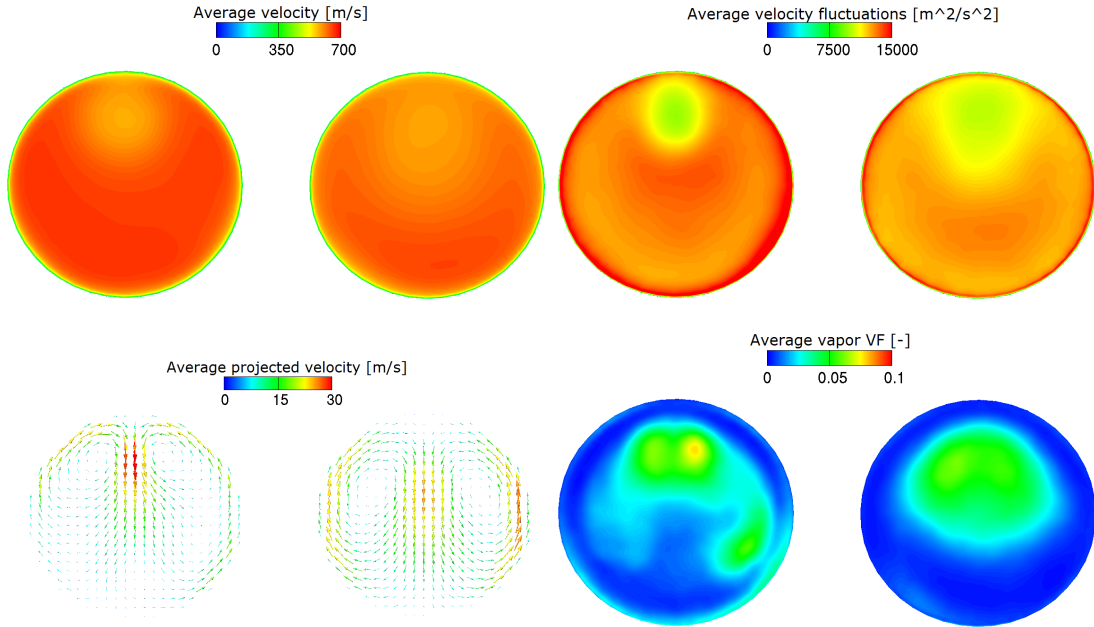 Average velocity [m/s]
0 350 700
Average velocity fluctuations [m^2/s^2]
0 7500 15000
Average projected velocity [m/s]
0 15 30
Average vapor VF [-]
0 0.05 0.1